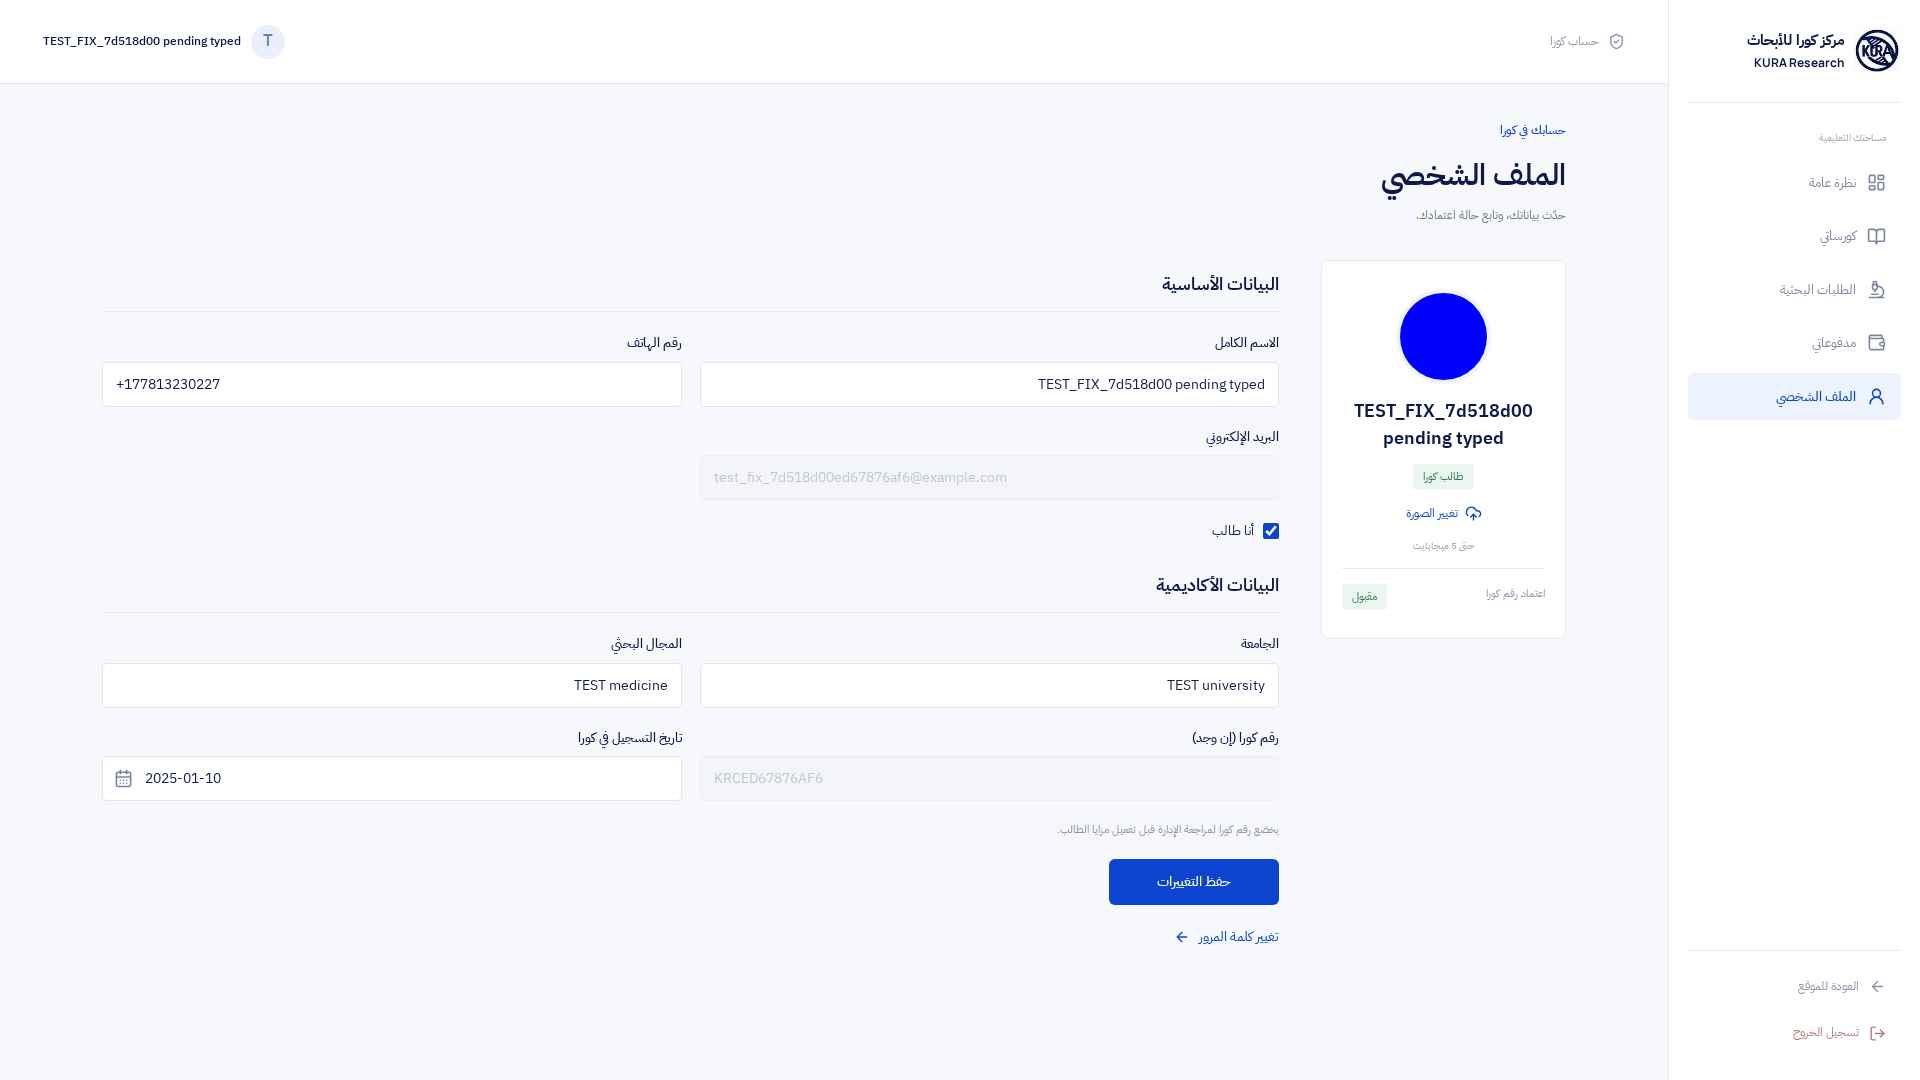 مركز كورا للأبحاث
KURA Research
KURA
مساحتك التعليمية
نظرة عامة
كورساتي
الطلبات البحثية
مدفوعاتي
الملف الشخصي
العودة للموقع
تسجيل الخروج
حساب كورا
T
TEST_FIX_7d518d00 pending typed
حسابك في كورا
الملف الشخصي
حدّث بياناتك، وتابع حالة اعتمادك.
TEST_FIX_7d518d00
pending typed
طالب كورا
تغيير الصورة
حتى 5 ميجابايت
اعتماد رقم كورا
مقبول
البيانات الأساسية
الاسم الكامل
رقم الهاتف
TEST_FIX_7d518d00 pending typed
+177813230227
البريد الإلكتروني
test_fix_7d518d00ed67876af6@example.com
أنا طالب
البيانات الأكاديمية
الجامعة
المجال البحثي
TEST university
TEST medicine
رقم كورا (إن وجد)
تاريخ التسجيل في كورا
KRCED67876AF6
2025-01-10
يخضع رقم كورا لمراجعة الإدارة قبل تفعيل مزايا الطالب.
حفظ التغييرات
تغيير كلمة المرور